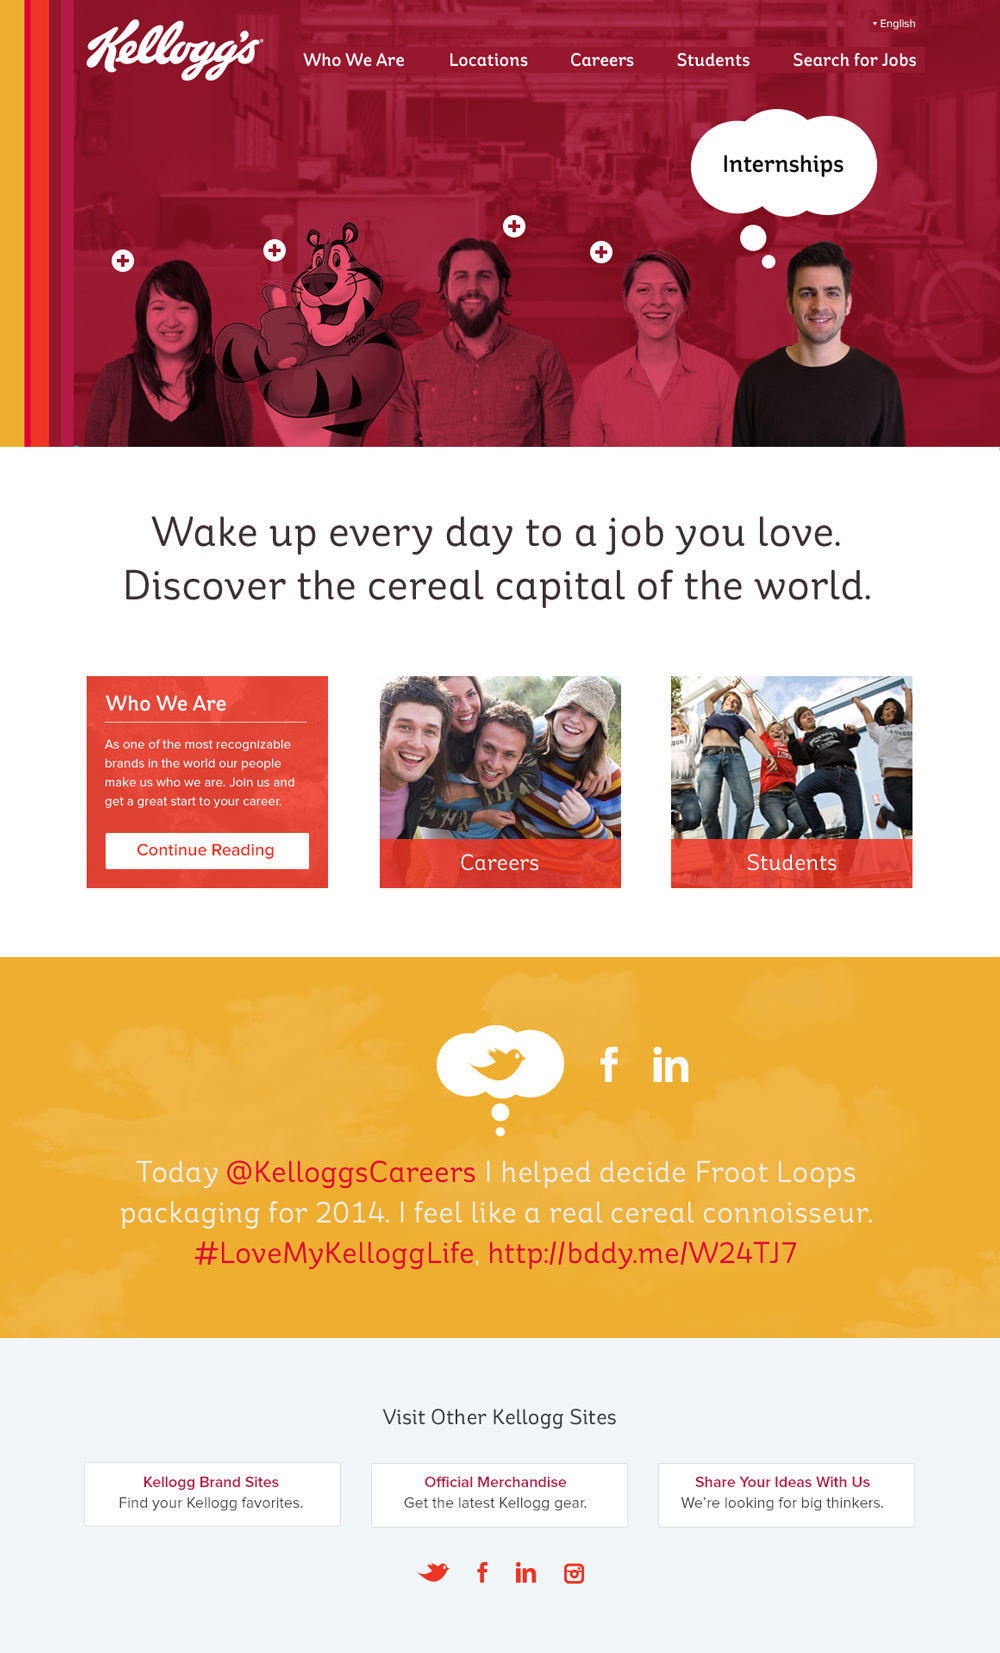 Kellogg's
English
Who We Are
Locations
Careers
Students
Search for Jobs
Internships
TONY
Wake up every day to a job you love.
Discover the cereal capital of the world.
Who We Are
As one of the most recognizable
brands in the world our people
make us who we are. Join us and
get a great start to your career.
Continue Reading
Careers
LONDON
Students
f
in
Today @KelloggsCareers I helped decide Froot Loops
packaging for 2014. I feel like a real cereal connoisseur.
#LoveMyKelloggLife, http://bddy.me/W24TJ7
Visit Other Kellogg Sites
Kellogg Brand Sites
Find your Kellogg favorites.
Official Merchandise
Get the latest Kellogg gear.
Share Your Ideas With Us
We're looking for big thinkers.
f
in